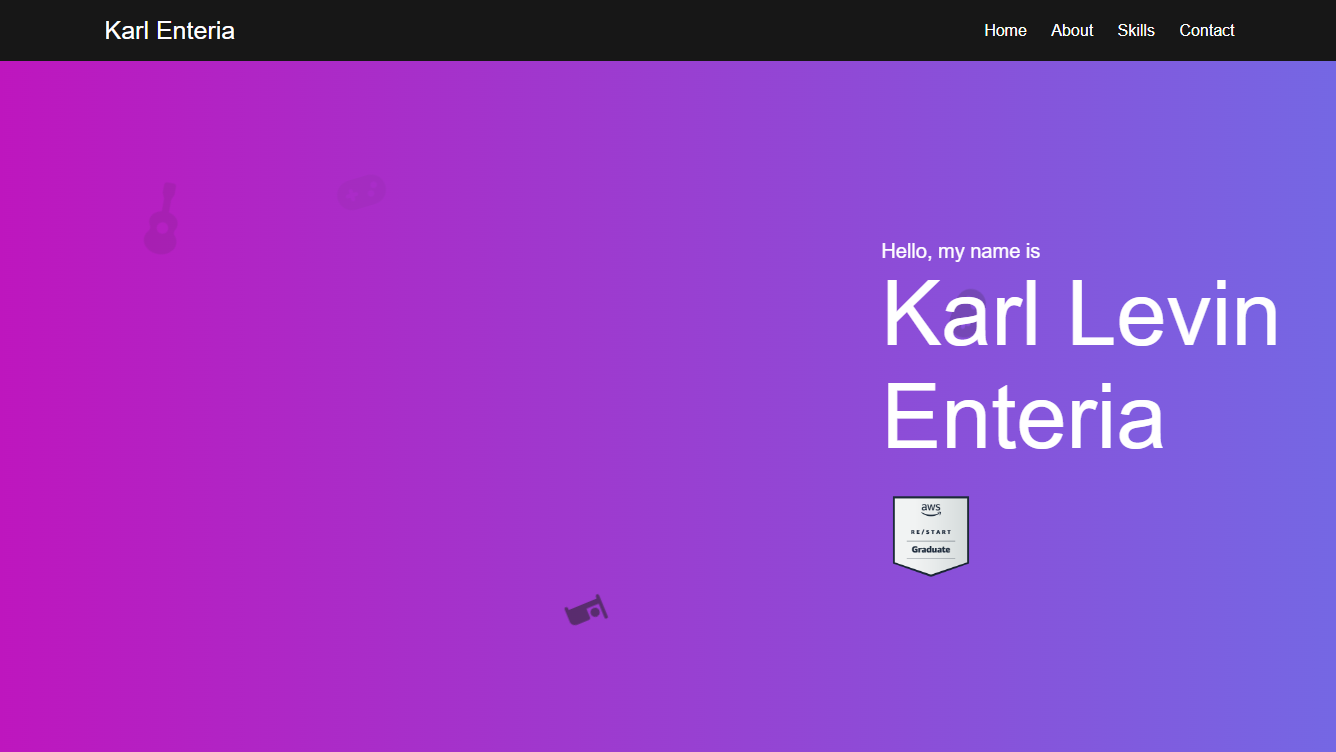 Karl Enteria
Home About Skills Contact
Hello, my name is
Karl Levin
Enteria
aws
RE/START
Graduate